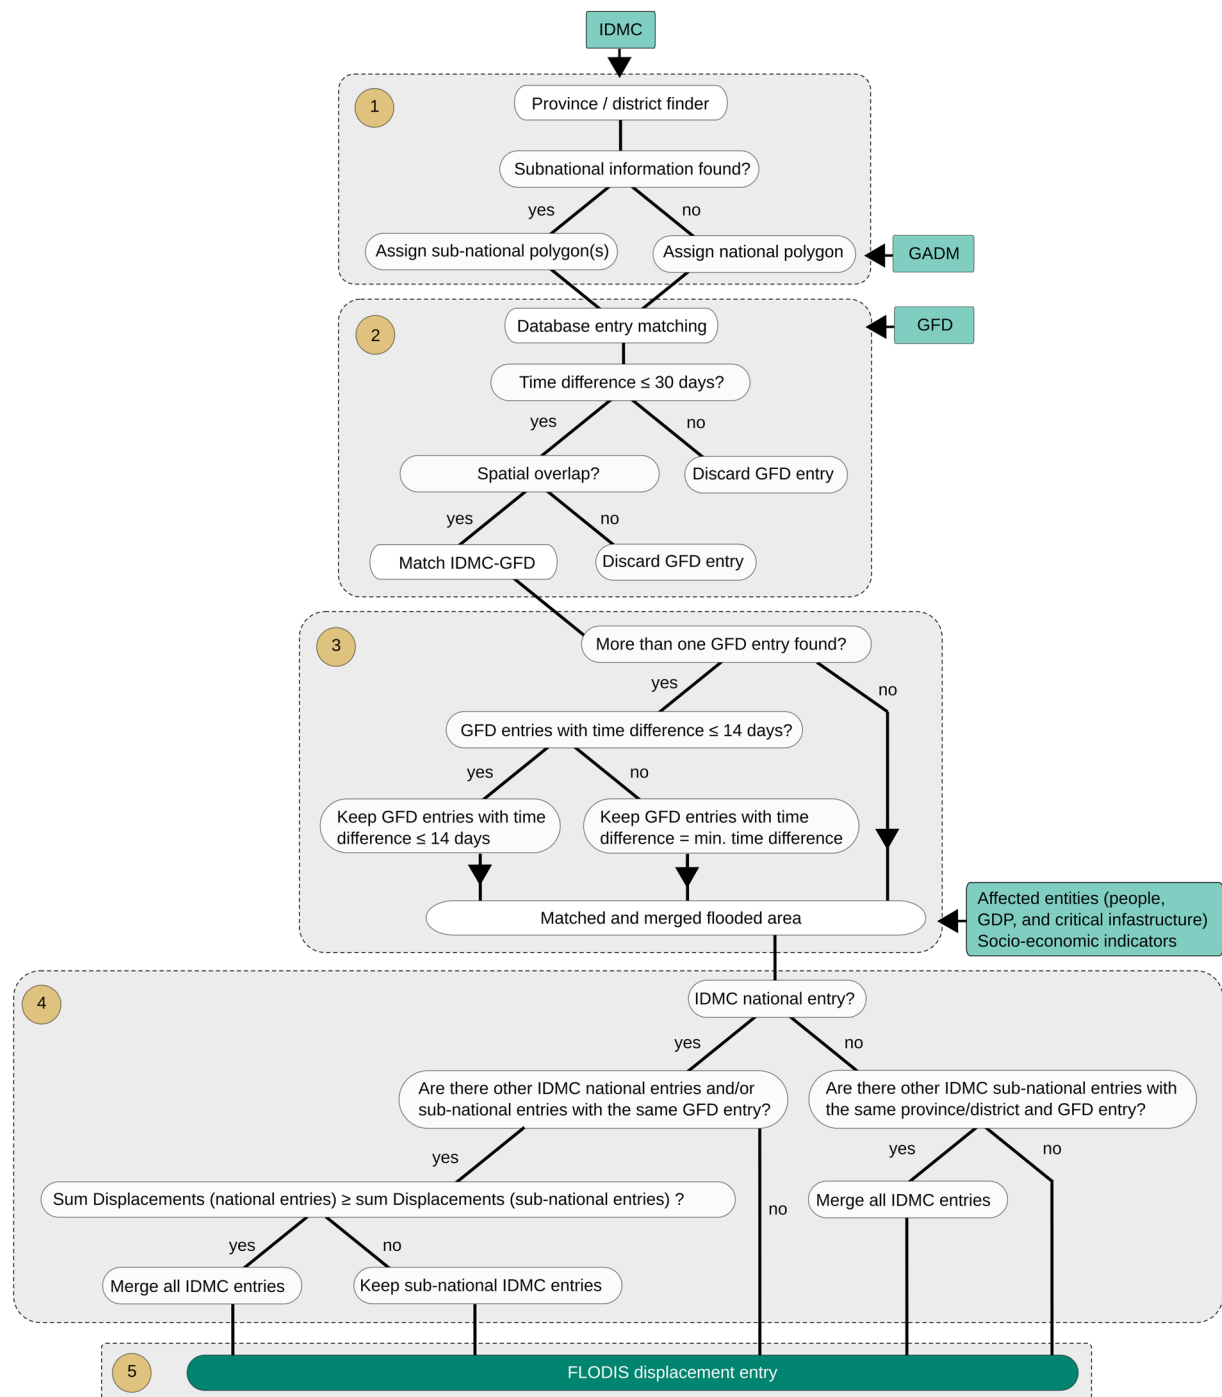 IDMC
1
Province / district finder
Subnational information found?
yes
no
Assign sub-national polygon(s)
Assign national polygon
GADM
2
Database entry matching
GFD
Time difference ≤ 30 days?
yes
no
Spatial overlap?
Discard GFD entry
yes
no
Match IDMC-GFD
Discard GFD entry
3
More than one GFD entry found?
yes
no
GFD entries with time difference ≤ 14 days?
yes
no
Keep GFD entries with time
difference ≤ 14 days
Keep GFD entries with time
difference = min. time difference
Matched and merged flooded area
Affected entities (people,
GDP, and critical infastructure)
Socio-economic indicators
4
IDMC national entry?
yes
no
Are there other IDMC national entries and/or
sub-national entries with the same GFD entry?
Are there other IDMC sub-national entries with
the same province/district and GFD entry?
yes
yes
no
Sum Displacements (national entries) ≥ sum Displacements (sub-national entries) ?
no
Merge all IDMC entries
yes
no
Merge all IDMC entries
Keep sub-national IDMC entries
5
FLODIS displacement entry